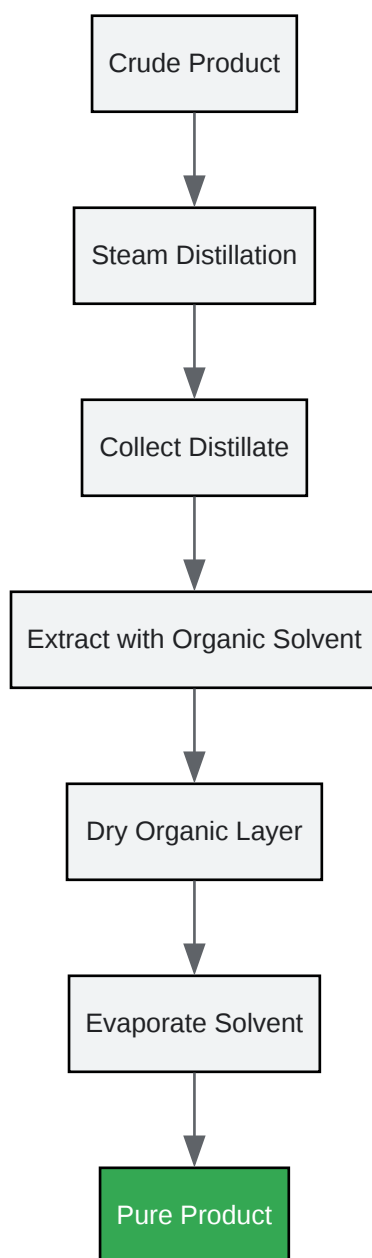 Crude Product
Steam Distillation
Collect Distillate
Extract with Organic Solvent
Dry Organic Layer
Evaporate Solvent
Pure Product